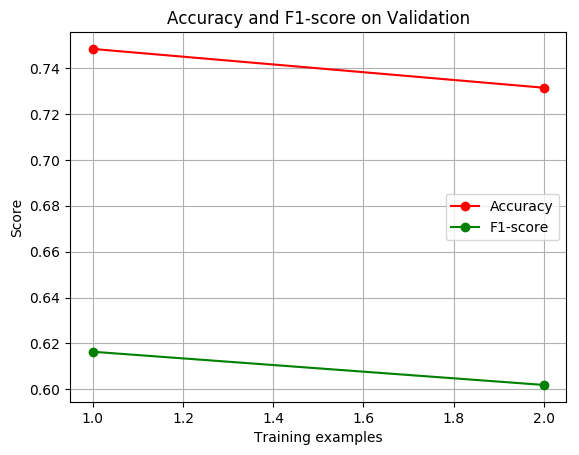 Accuracy and F1-score on Validation
Score
0.74
0.72
0.70
0.68
0.66
0.64
0.62
0.60
Accuracy
F1-score
1.0 1.2 1.4 1.6 1.8 2.0
Training examples